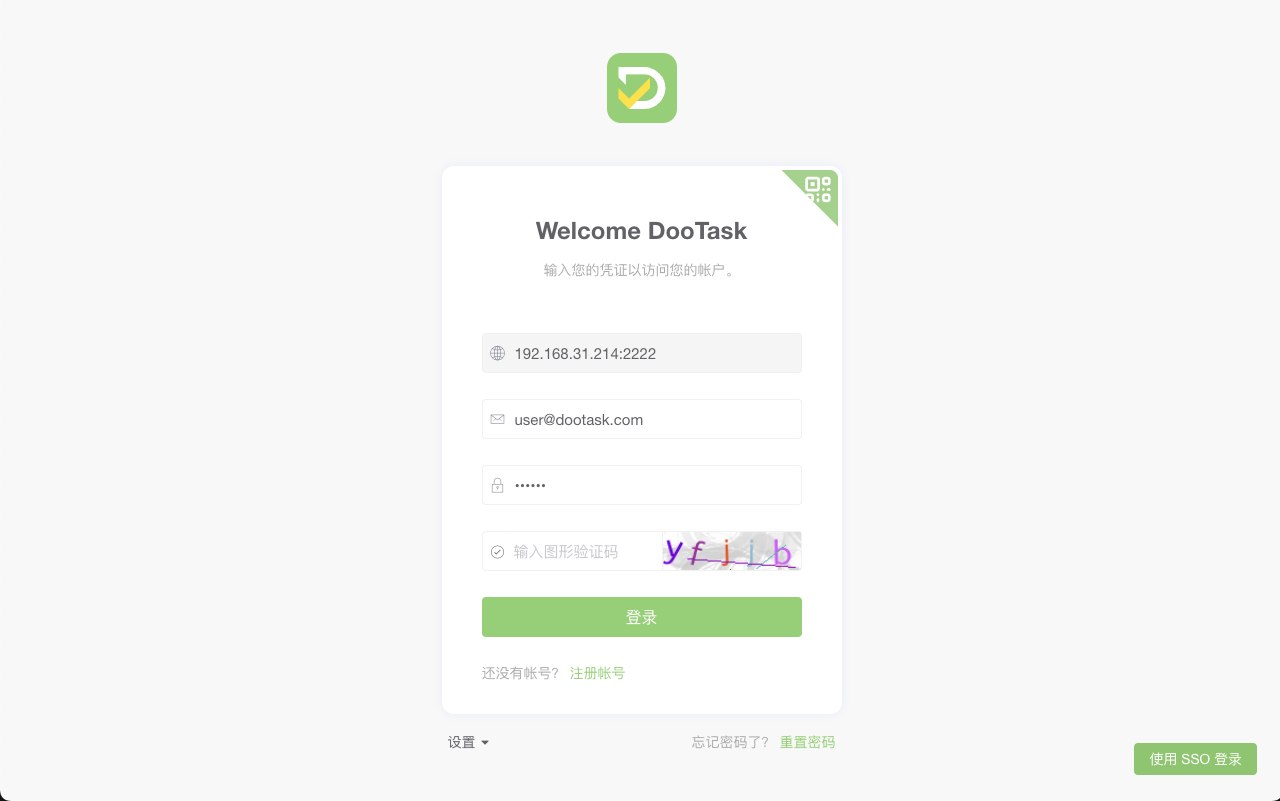 Welcome DooTask
输入您的凭证以访问您的帐户。
192.168.31.214:2222
user@dootask.com
••••••
输入图形验证码
登录
还没有帐号? 注册帐号
设置
忘记密码了? 重置密码
使用 SSO 登录